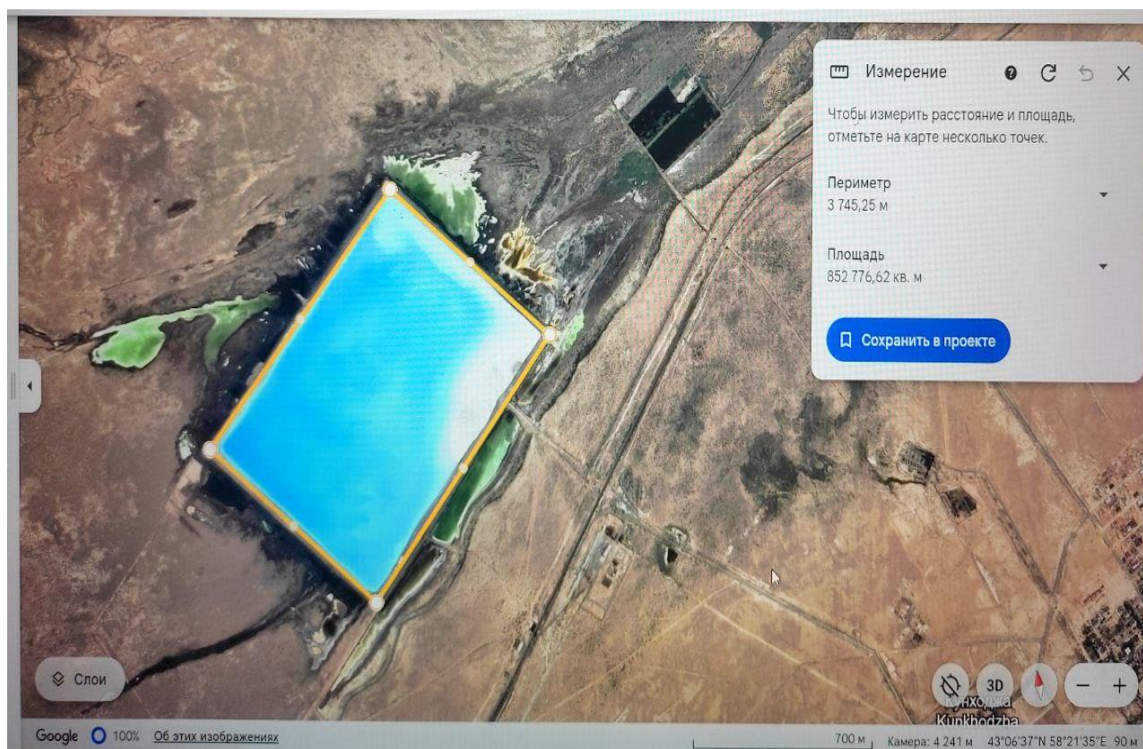 Измерение
Чтобы измерить расстояние и площадь,
отметьте на карте несколько точек.
Периметр
3 745,25 м
Площадь
852 776,62 кв. м
Сохранить в проекте
Слои
3D
Кунходжа
Kunkhodzha
Google 100% Об этих изображениях 700 м Камера: 4 241 м 43°06'37"N 58°21'35"E 90 м